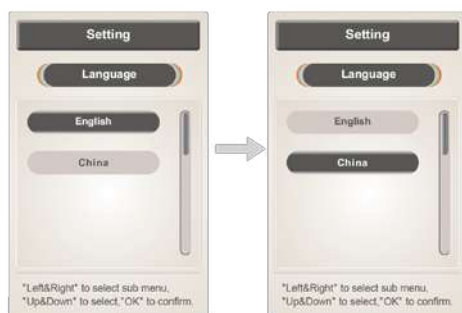 Setting
Language
English
China
"Left&Right" to select sub menu,
"Up&Down" to select,"OK" to confirm.
Setting
Language
English
China
"Left&Right" to select sub menu,
"Up&Down" to select,"OK" to confirm.